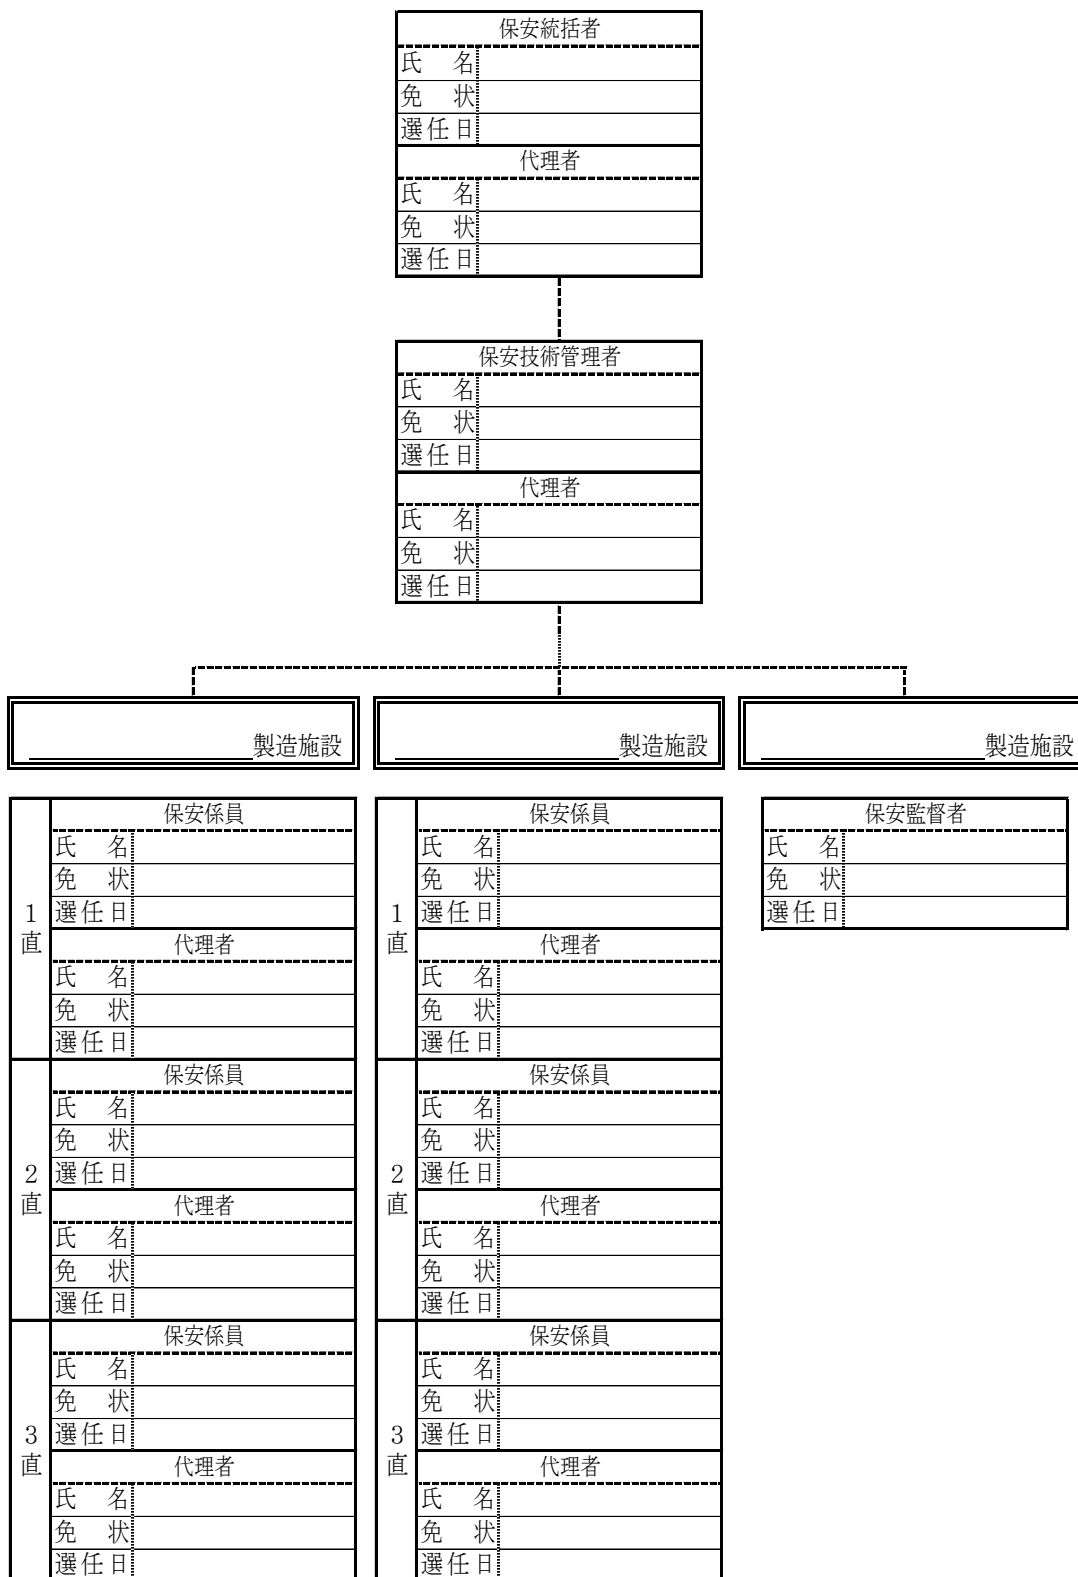 保安統括者
氏　名
免　状
選任日
代理者
氏　名
免　状
選任日
保安技術管理者
氏　名
免　状
選任日
代理者
氏　名
免　状
選任日
製造施設
製造施設
製造施設
1直
保安係員
氏　名
免　状
選任日
代理者
氏　名
免　状
選任日
2直
保安係員
氏　名
免　状
選任日
代理者
氏　名
免　状
選任日
3直
保安係員
氏　名
免　状
選任日
代理者
氏　名
免　状
選任日
1直
保安係員
氏　名
免　状
選任日
代理者
氏　名
免　状
選任日
2直
保安係員
氏　名
免　状
選任日
代理者
氏　名
免　状
選任日
3直
保安係員
氏　名
免　状
選任日
代理者
氏　名
免　状
選任日
保安監督者
氏　名
免　状
選任日